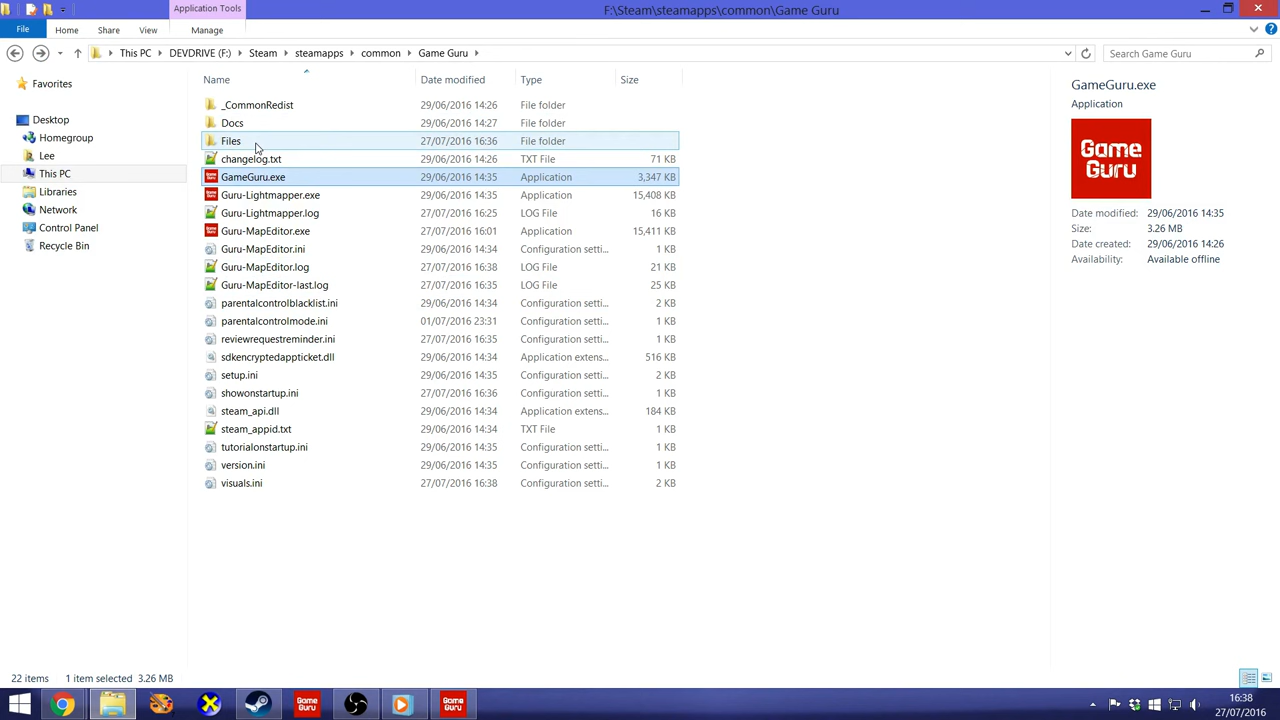 Application Tools
F:\Steam\steamapps\common\Game Guru
File Home Share View Manage
This PC DEVDRIVE (F:) Steam steamapps common Game Guru
Search Game Guru
Name Date modified Type Size
Favorites
Desktop
Homegroup
Lee
This PC
Libraries
Network
Control Panel
Recycle Bin
_CommonRedist 29/06/2016 14:26 File folder
Docs 29/06/2016 14:27 File folder
Files 27/07/2016 16:36 File folder
changelog.txt 29/06/2016 14:26 TXT File 71 KB
GameGuru.exe 29/06/2016 14:35 Application 3,347 KB
Guru-Lightmapper.exe 29/06/2016 14:35 Application 15,408 KB
Guru-Lightmapper.log 27/07/2016 16:25 LOG File 16 KB
Guru-MapEditor.exe 27/07/2016 16:01 Application 15,411 KB
Guru-MapEditor.ini 29/06/2016 14:34 Configuration setti... 1 KB
Guru-MapEditor.log 27/07/2016 16:38 LOG File 21 KB
Guru-MapEditor-last.log 27/07/2016 16:35 LOG File 25 KB
parentalcontrolblacklist.ini 29/06/2016 14:34 Configuration setti... 2 KB
parentalcontrolmode.ini 01/07/2016 23:31 Configuration setti... 1 KB
reviewrequestreminder.ini 27/07/2016 16:35 Configuration setti... 1 KB
sdkencryptedappticket.dll 29/06/2016 14:34 Application extens... 516 KB
setup.ini 29/06/2016 14:35 Configuration setti... 2 KB
showonstartup.ini 27/07/2016 16:36 Configuration setti... 1 KB
steam_api.dll 29/06/2016 14:34 Application extens... 184 KB
steam_appid.txt 29/06/2016 14:34 TXT File 1 KB
tutorialonstartup.ini 29/06/2016 14:35 Configuration setti... 1 KB
version.ini 29/06/2016 14:35 Configuration setti... 1 KB
visuals.ini 27/07/2016 16:38 Configuration setti... 2 KB
GameGuru.exe
Application
Game
Guru
Date modified: 29/06/2016 14:35
Size: 3.26 MB
Date created: 29/06/2016 14:26
Availability: Available offline
22 items 1 item selected 3.26 MB
Game
Guru
Game
Guru
16:38
27/07/2016